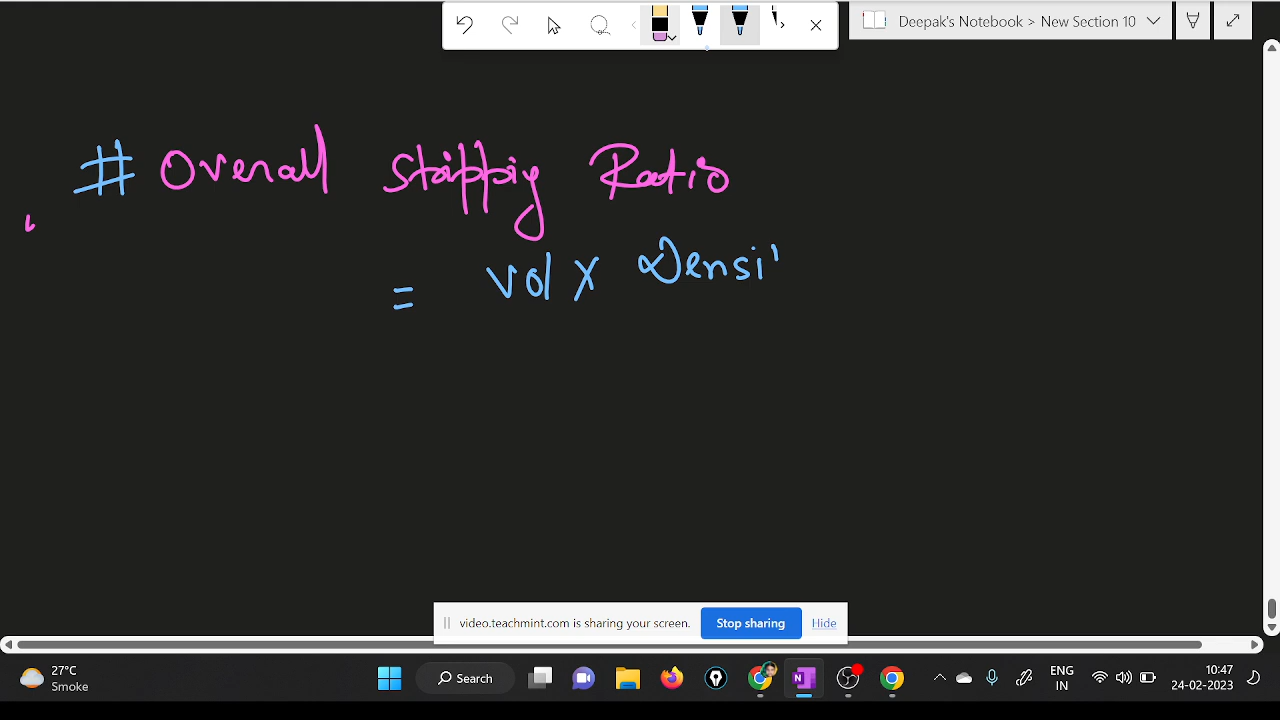 Deepak's Notebook > New Section 10
# Overall Stripping Ratio
= Vol X Densi
video.teachmint.com is sharing your screen. Stop sharing Hide
27°C
Smoke
Search
ENG
IN
10:47
24-02-2023